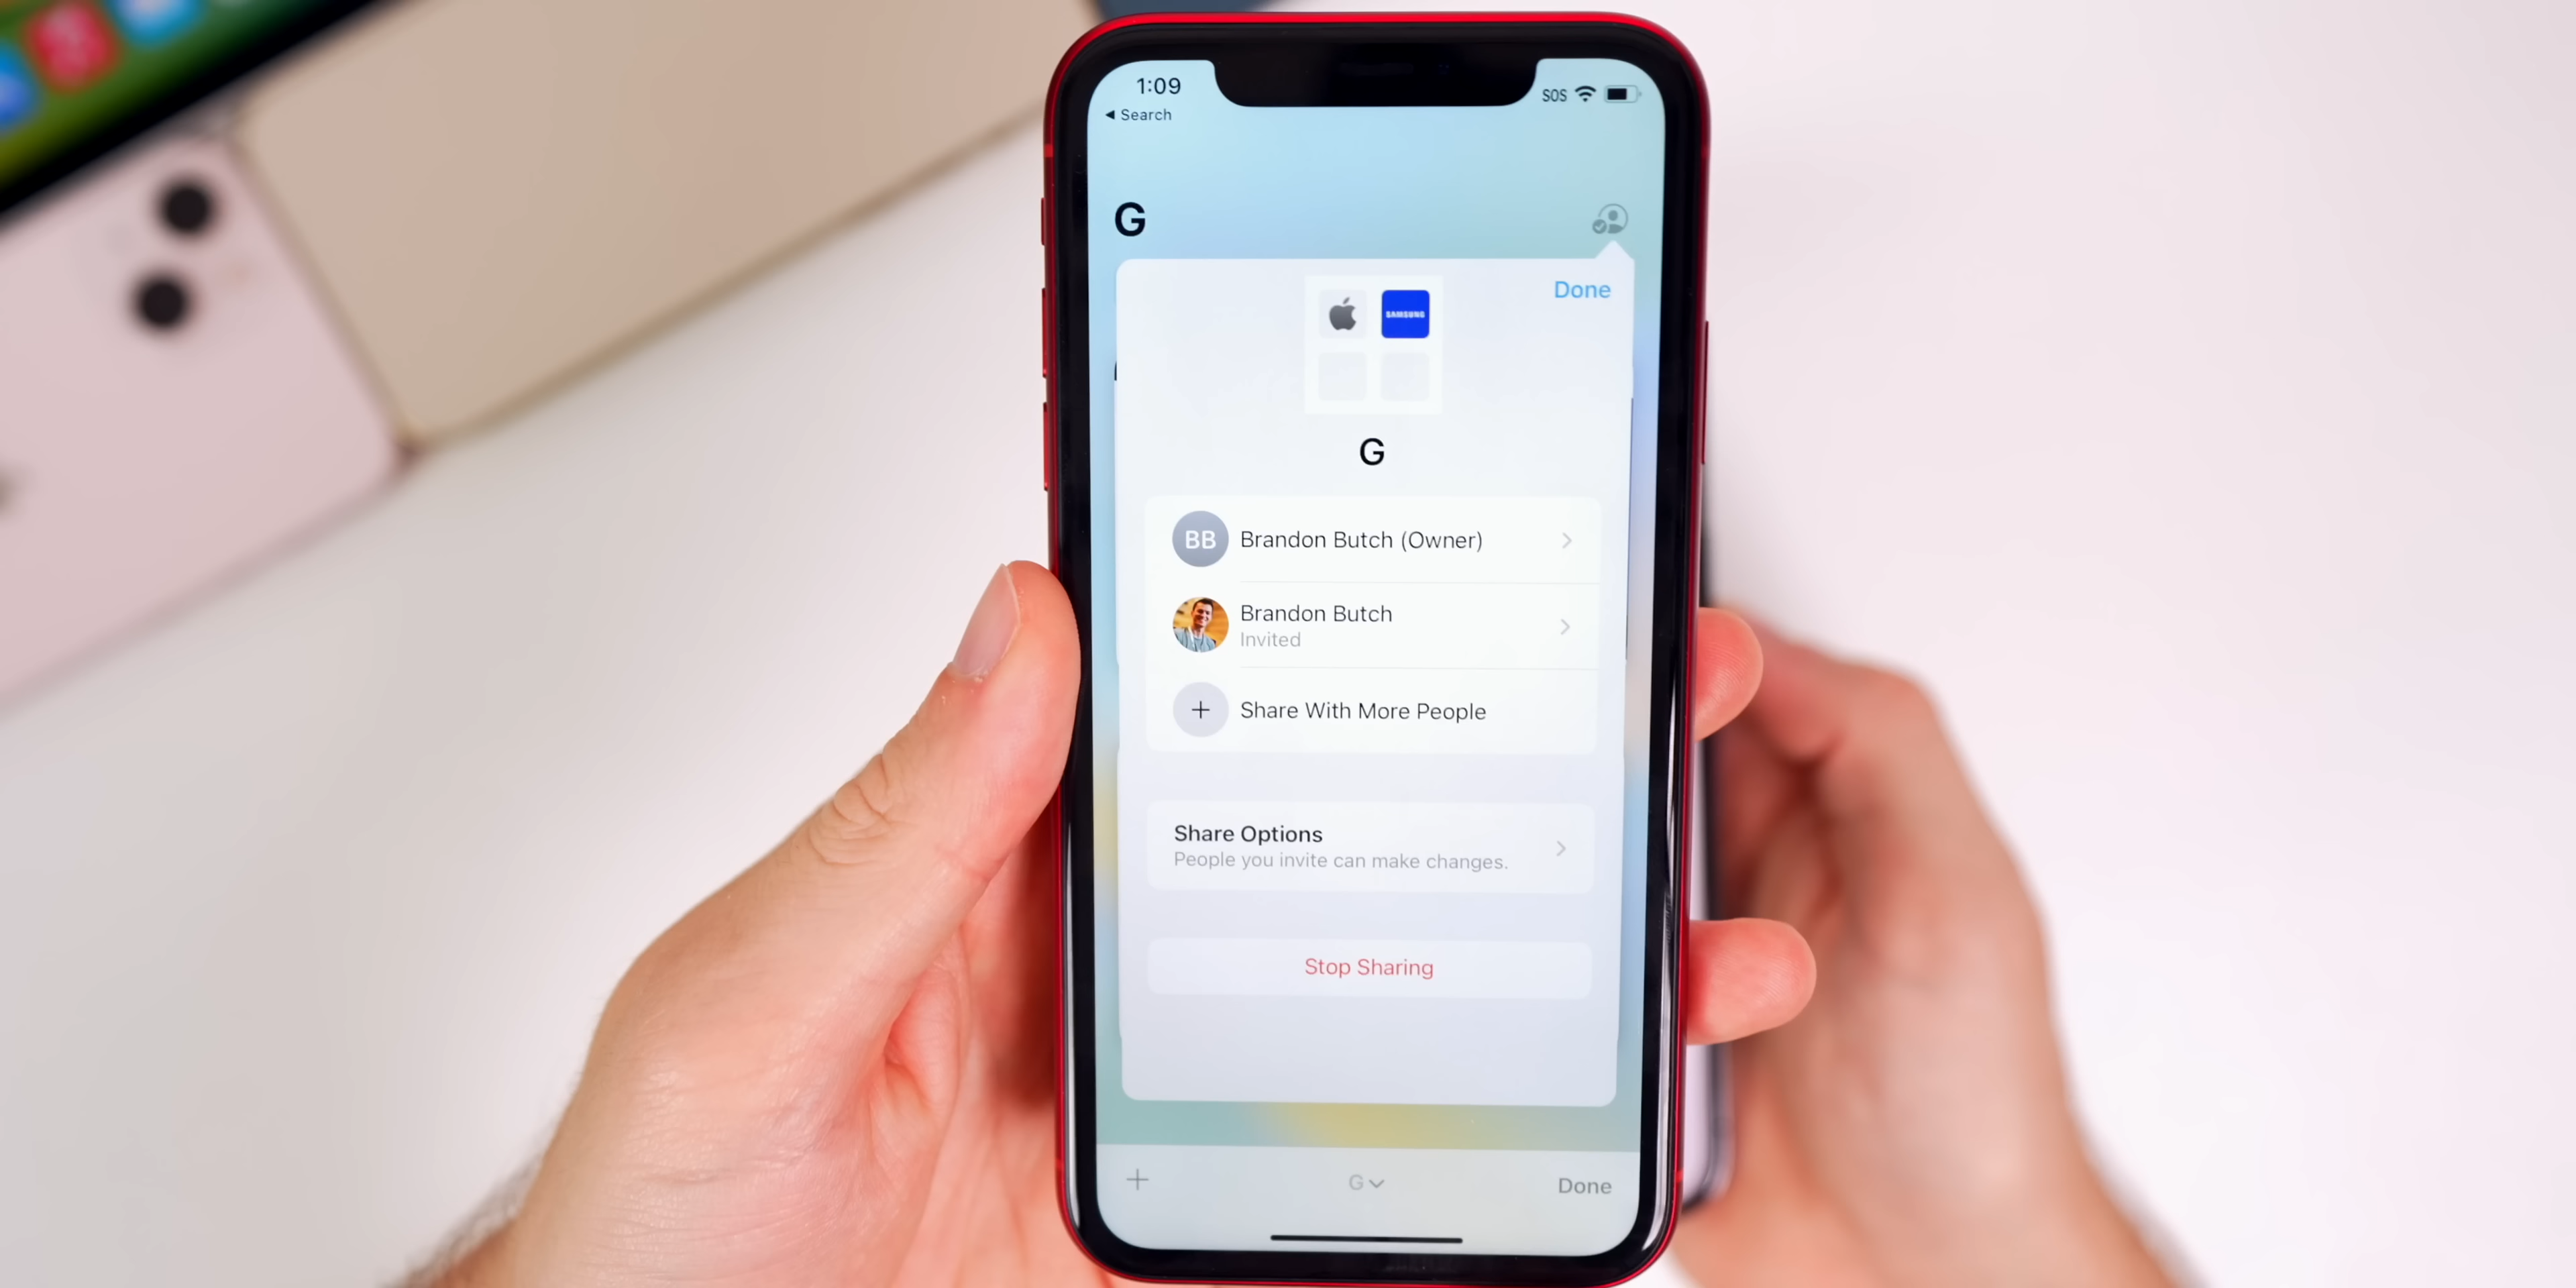 1:09
SOS
◀ Search
G
Done
SAMSUNG
G
BB
Brandon Butch (Owner)
Brandon Butch
Invited
+ Share With More People
Share Options
People you invite can make changes.
Stop Sharing
+
G
Done